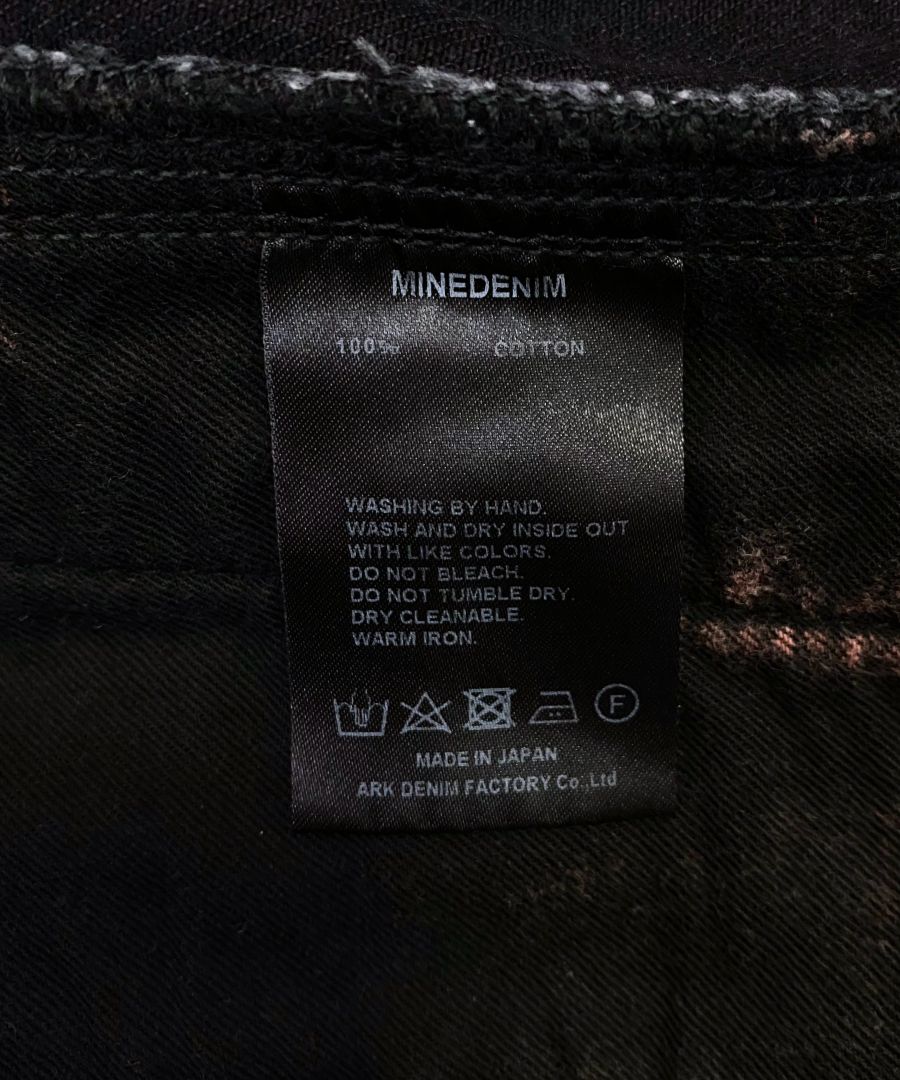 MINEDENIM
100% COTTON
WASHING BY HAND.
WASH AND DRY INSIDE OUT
WITH LIKE COLORS.
DO NOT BLEACH.
DO NOT TUMBLE DRY.
DRY CLEANABLE.
WARM IRON.
F
MADE IN JAPAN
ARK DENIM FACTORY Co.,Ltd